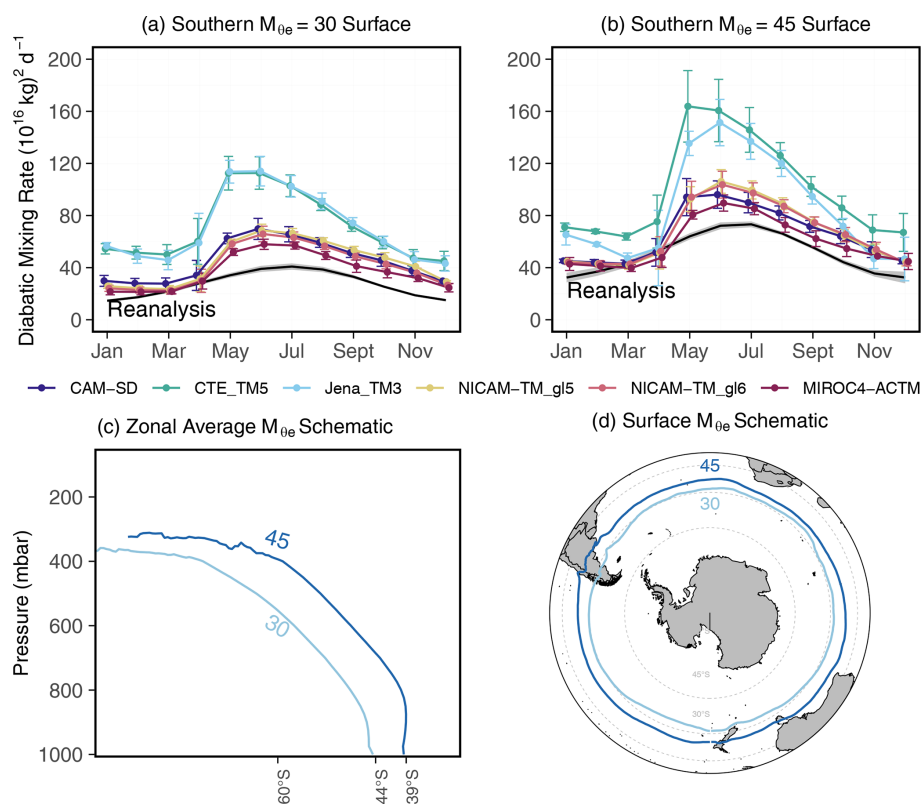 (a) Southern Mθe = 30 Surface
(b) Southern Mθe = 45 Surface
Diabatic Mixing Rate (10¹⁶ kg)² d⁻¹
200
160
120
80
40
0
Reanalysis
Jan Mar May Jul Sept Nov
200
160
120
80
40
0
Reanalysis
Jan Mar May Jul Sept Nov
CAM−SD CTE_TM5 Jena_TM3 NICAM−TM_gl5 NICAM−TM_gl6 MIROC4−ACTM
(c) Zonal Average Mθe Schematic
Pressure (mbar)
200
400
600
800
1000
45
30
60°S 44°S 39°S
(d) Surface Mθe Schematic
45
30
45°S
30°S